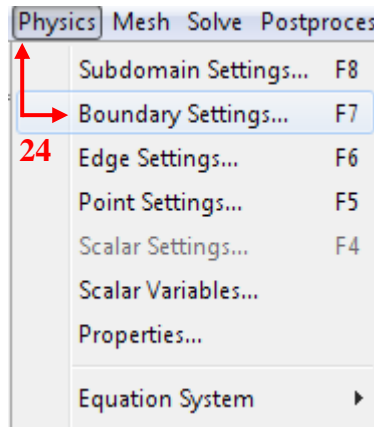 Physics Mesh Solve Postproces
Subdomain Settings... F8
Boundary Settings... F7
24
Edge Settings... F6
Point Settings... F5
Scalar Settings... F4
Scalar Variables...
Properties...
Equation System